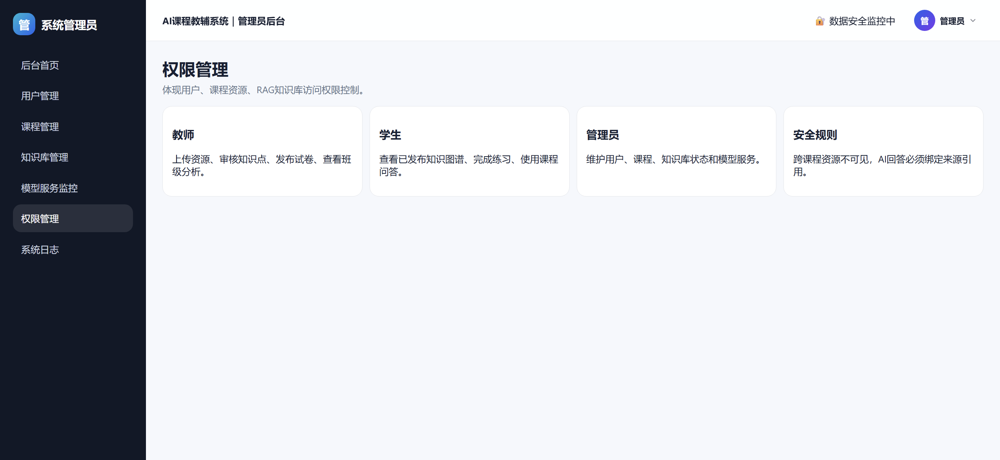 管 系统管理员
后台首页
用户管理
课程管理
知识库管理
模型服务监控
权限管理
系统日志
AI课程教辅系统｜管理员后台
数据安全监控中
管 管理员
权限管理
体现用户、课程资源、RAG知识库访问权限控制。
教师
上传资源、审核知识点、发布试卷、查看班
级分析。
学生
查看已发布知识图谱、完成练习、使用课程
问答。
管理员
维护用户、课程、知识库状态和模型服务。
安全规则
跨课程资源不可见，AI回答必须绑定来源引
用。